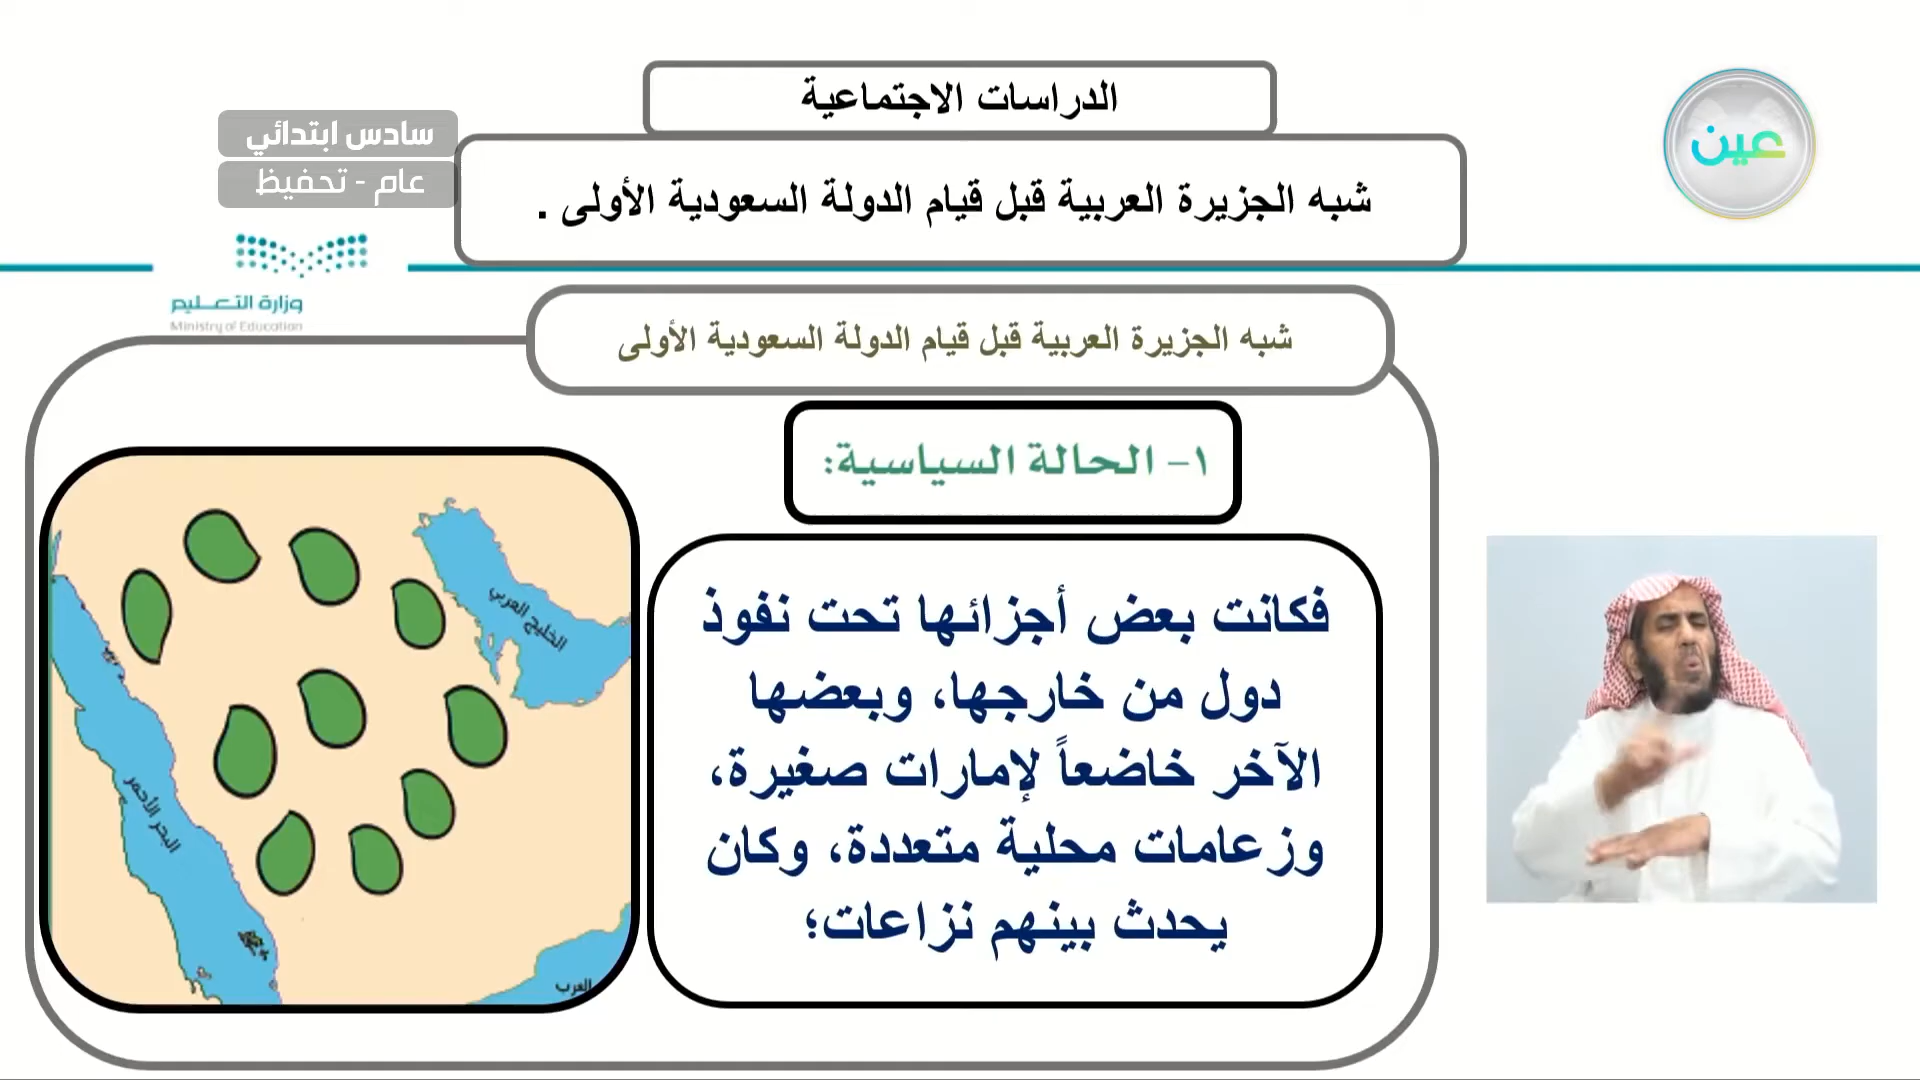 الدراسات الاجتماعية
عين
سادس ابتدائي
عام - تحفيظ
شبه الجزيرة العربية قبل قيام الدولة السعودية الأولى .
وزارة التعليم
Ministry of Education
شبه الجزيرة العربية قبل قيام الدولة السعودية الأولى
١- الحالة السياسية:
فكانت بعض أجزائها تحت نفوذ
دول من خارجها، وبعضها
الآخر خاضعاً لإمارات صغيرة،
وزعامات محلية متعددة، وكان
يحدث بينهم نزاعات؛
الخليج العربي
البحر الأحمر
العرب